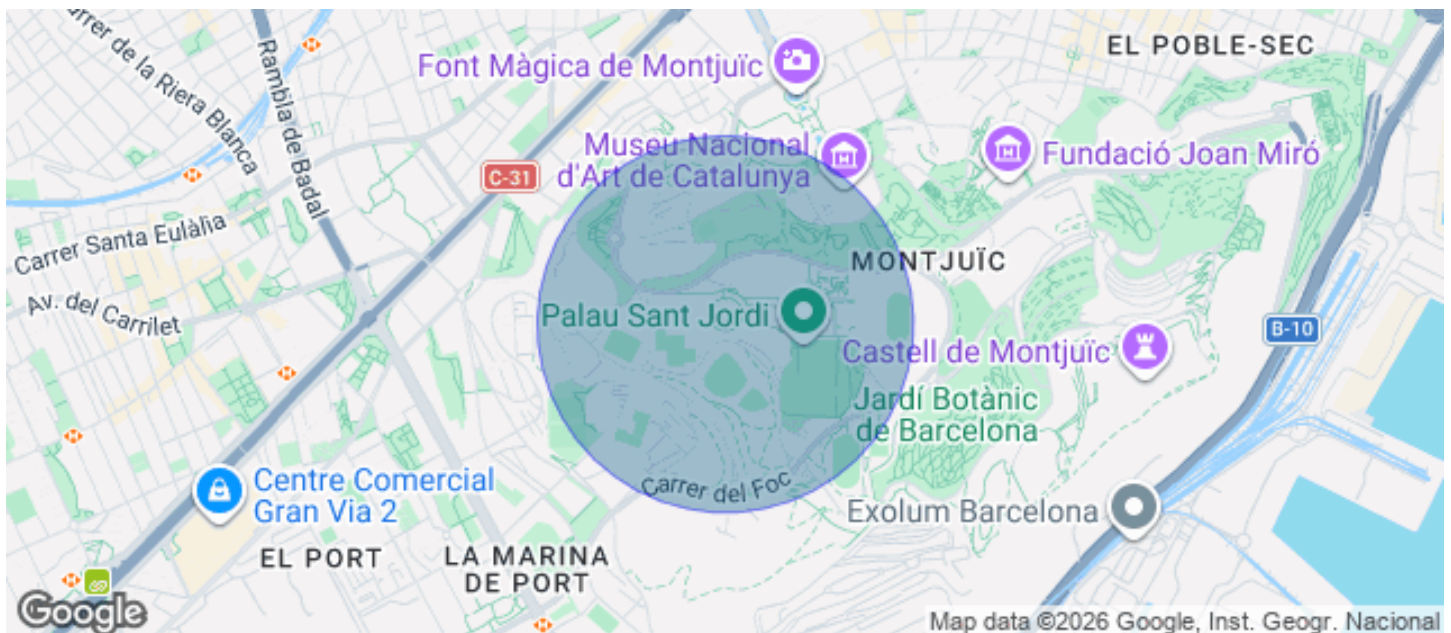 urrer de la Riera Blanca
Rambla de Badal
EL POBLE-SEC
Font Màgica de Montjuïc
Museu Nacional
d'Art de Catalunya
Fundació Joan Miró
C-31
Carrer Santa Eulàlia
Av. del Carrilet
MONTJUÏC
Palau Sant Jordi
B-10
Castell de Montjuïc
Jardí Botànic
de Barcelona
Carrer del Foc
Centre Comercial
Gran Via 2
Exolum Barcelona
EL PORT
LA MARINA
DE PORT
Google
Map data ©2026 Google, Inst. Geogr. Nacional